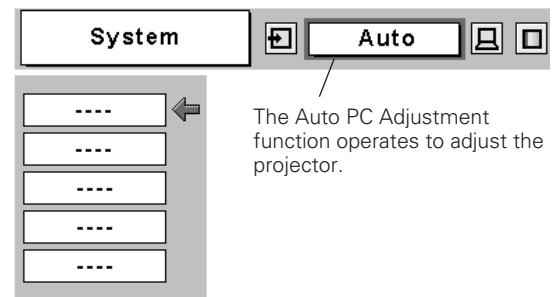 System
Auto
----
----
----
----
----
The Auto PC Adjustment
function operates to adjust the
projector.